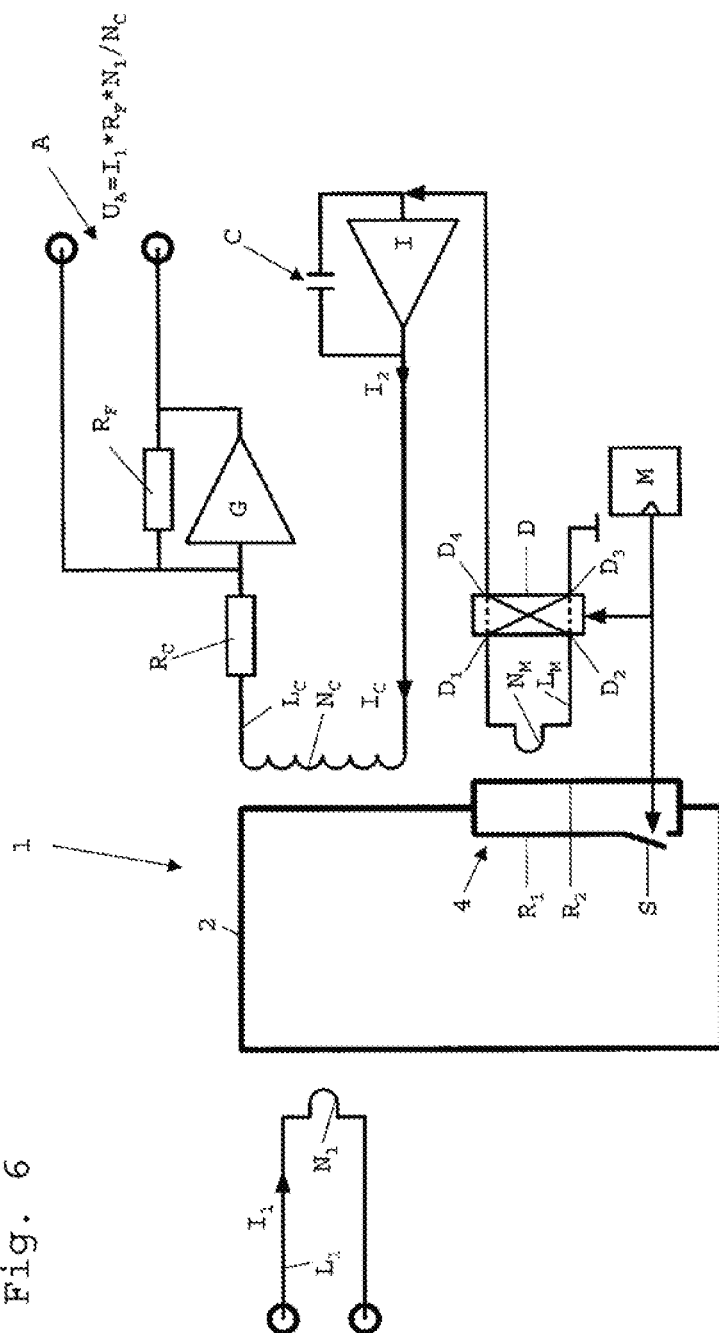 Fig. 6
1
A
U_A=I_1*R_F*N_1/N_C
R_F
G
R_C
L_C
N_C
I_C
I_2
C
I
2
I_1
L_1
N_1
4
R_1
R_2
S
D_1
D_4
D
N_M
L_M
D_2
D_3
M